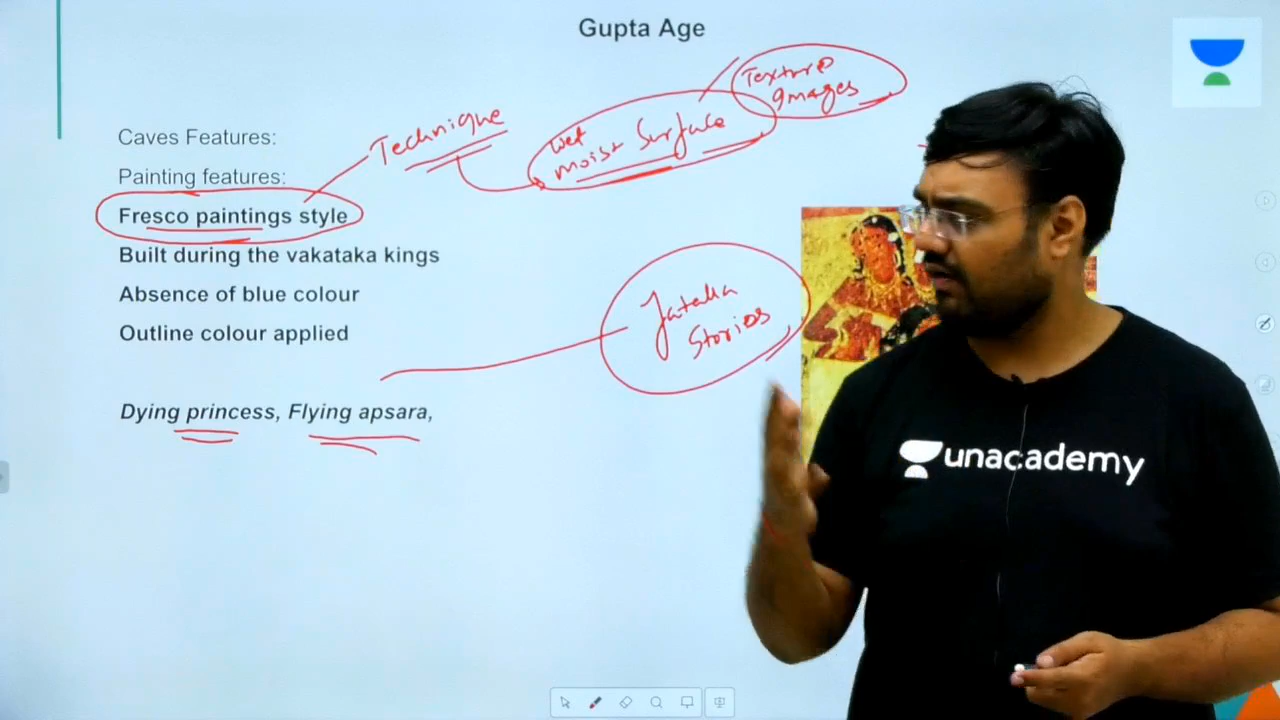 Gupta Age
Texture
Images
Technique
Wet
Moist Surface
Caves Features:
Painting features:
Fresco paintings style
Built during the vakataka kings
Absence of blue colour
Outline colour applied
Jataka
Stories
Dying princess, Flying apsara,
unacademy